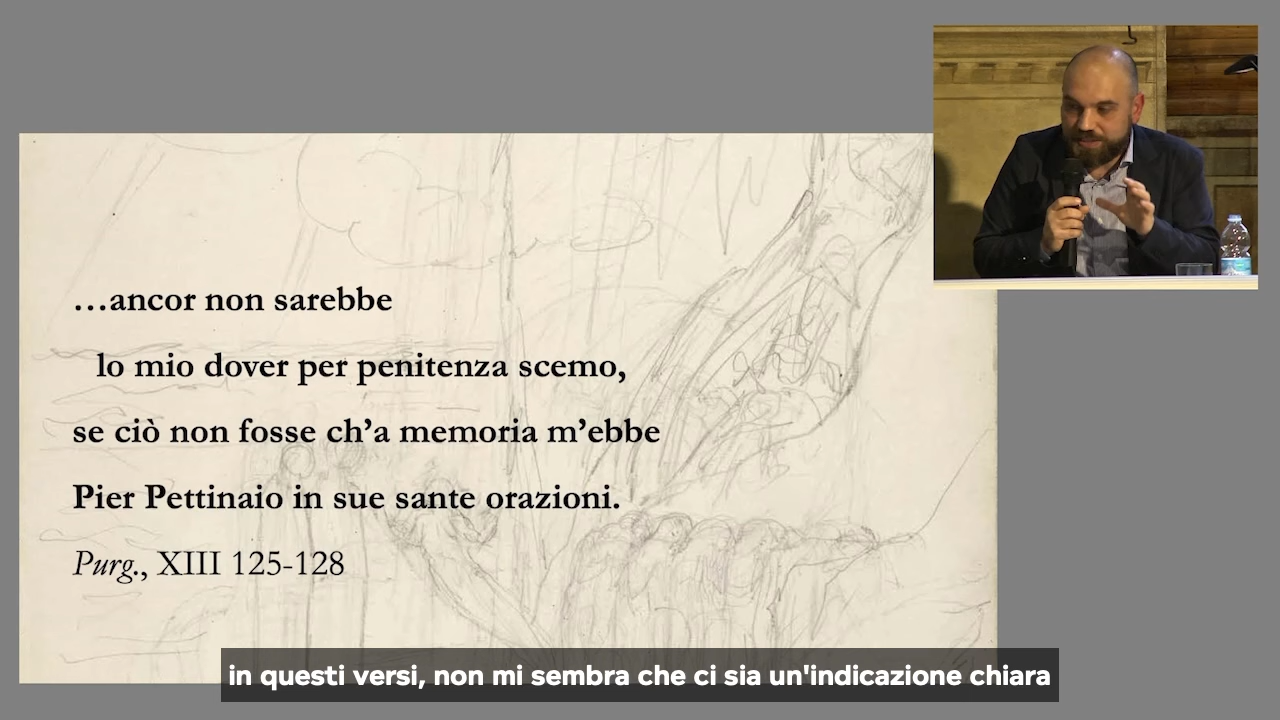 …ancor non sarebbe
lo mio dover per penitenza scemo,
se ciò non fosse ch’a memoria m’ebbe
Pier Pettinaio in sue sante orazioni.
Purg., XIII 125-128
in questi versi, non mi sembra che ci sia un'indicazione chiara